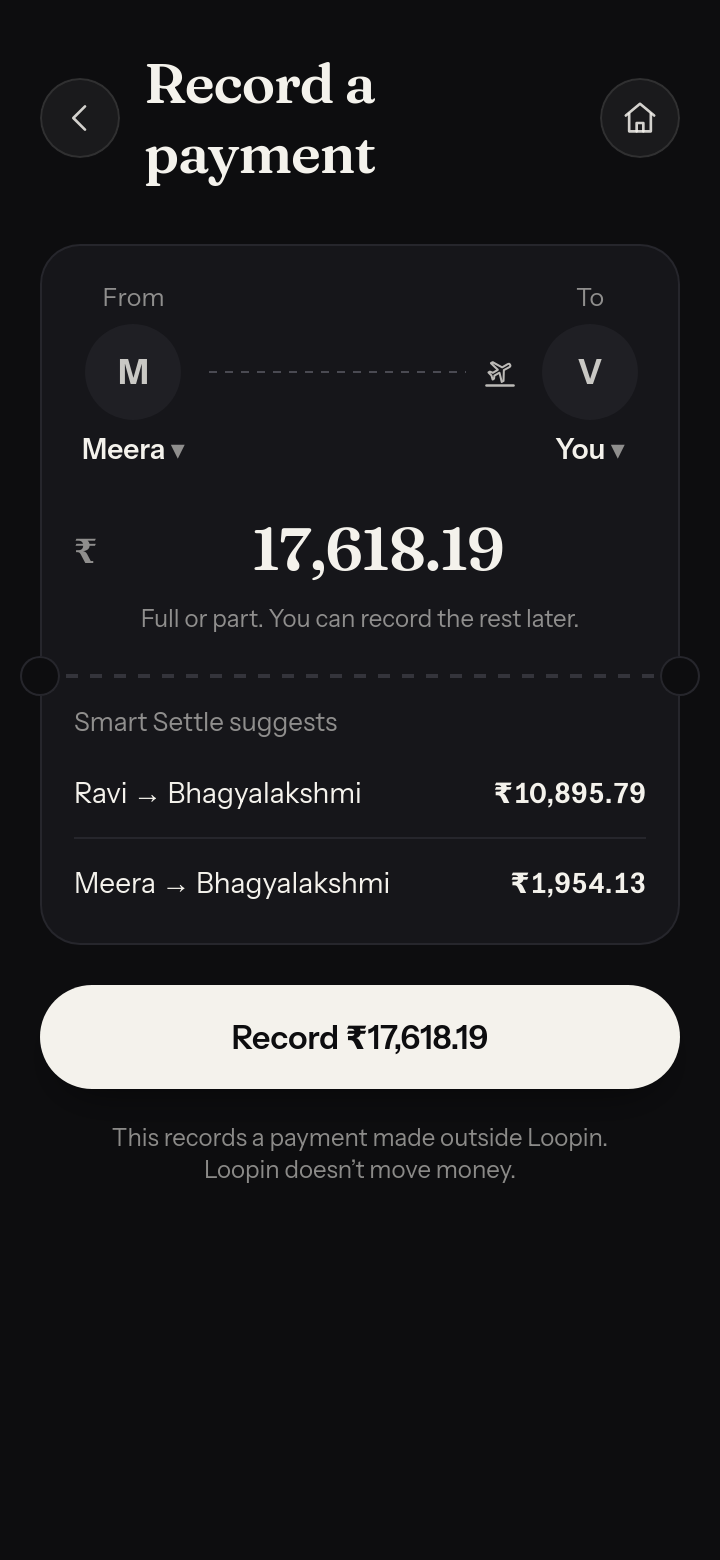 Record a
payment
From
To
M
V
Meera ▾
You ▾
₹
17,618.19
Full or part. You can record the rest later.
Smart Settle suggests
Ravi → Bhagyalakshmi
₹10,895.79
Meera → Bhagyalakshmi
₹1,954.13
Record ₹17,618.19
This records a payment made outside Loopin.
Loopin doesn’t move money.